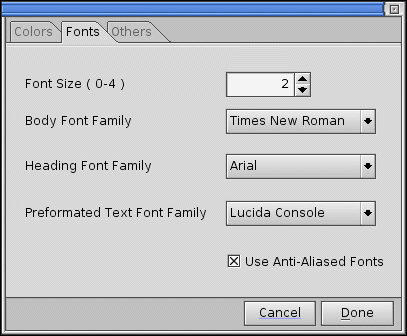 Colors Fonts Others
Font Size ( 0-4 ) 2
Body Font Family Times New Roman
Heading Font Family Arial
Preformated Text Font Family Lucida Console
Use Anti-Aliased Fonts
Cancel Done